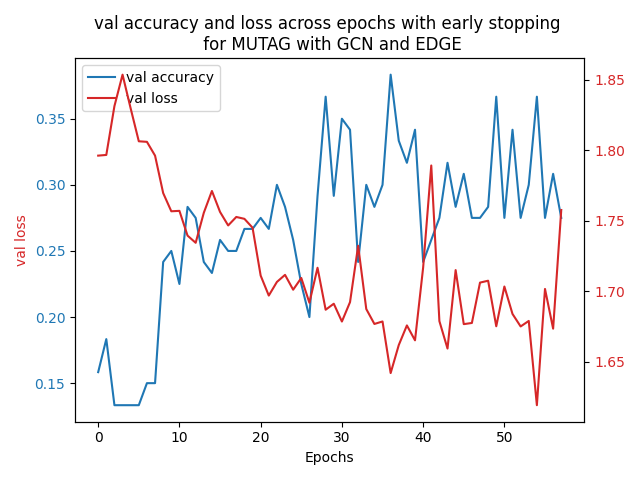 val accuracy and loss across epochs with early stopping
for MUTAG with GCN and EDGE
val accuracy
val loss
0.35
0.30
0.25
0.20
0.15
val loss
1.85
1.80
1.75
1.70
1.65
0 10 20 30 40 50
Epochs